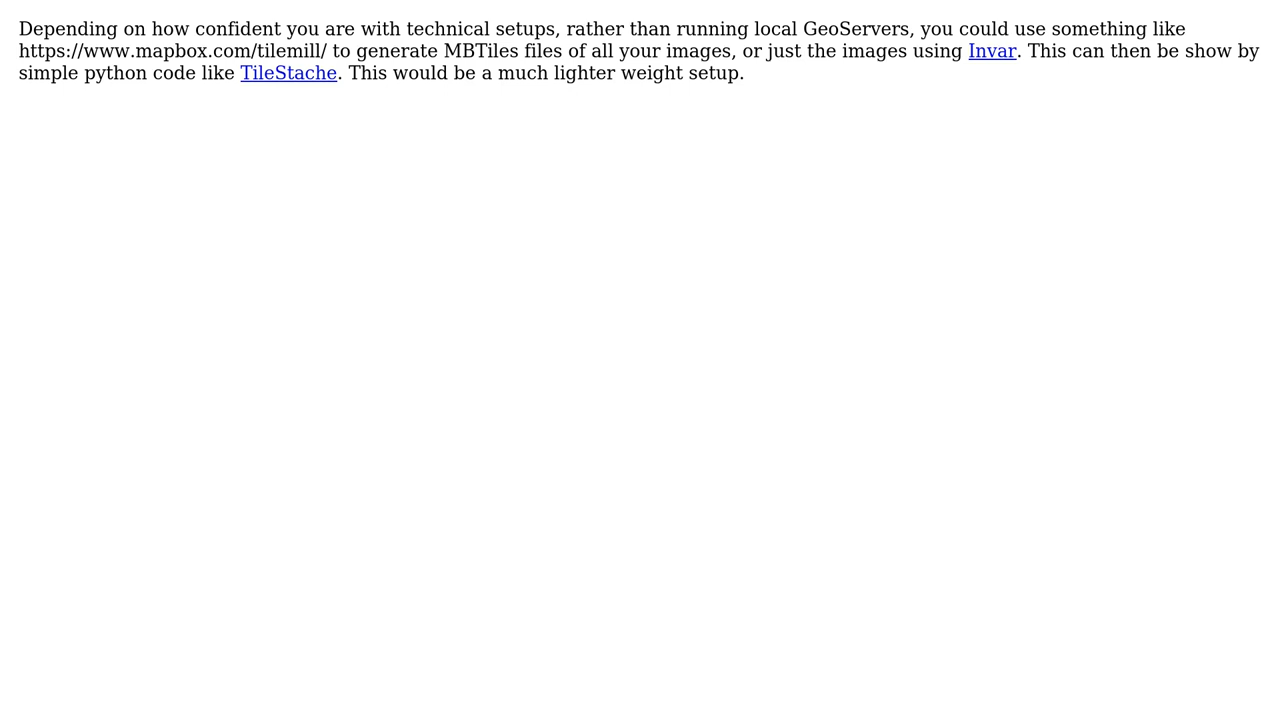 Depending on how confident you are with technical setups, rather than running local GeoServers, you could use something like
https://www.mapbox.com/tilemill/ to generate MBTiles files of all your images, or just the images using Invar. This can then be show by
simple python code like TileStache. This would be a much lighter weight setup.